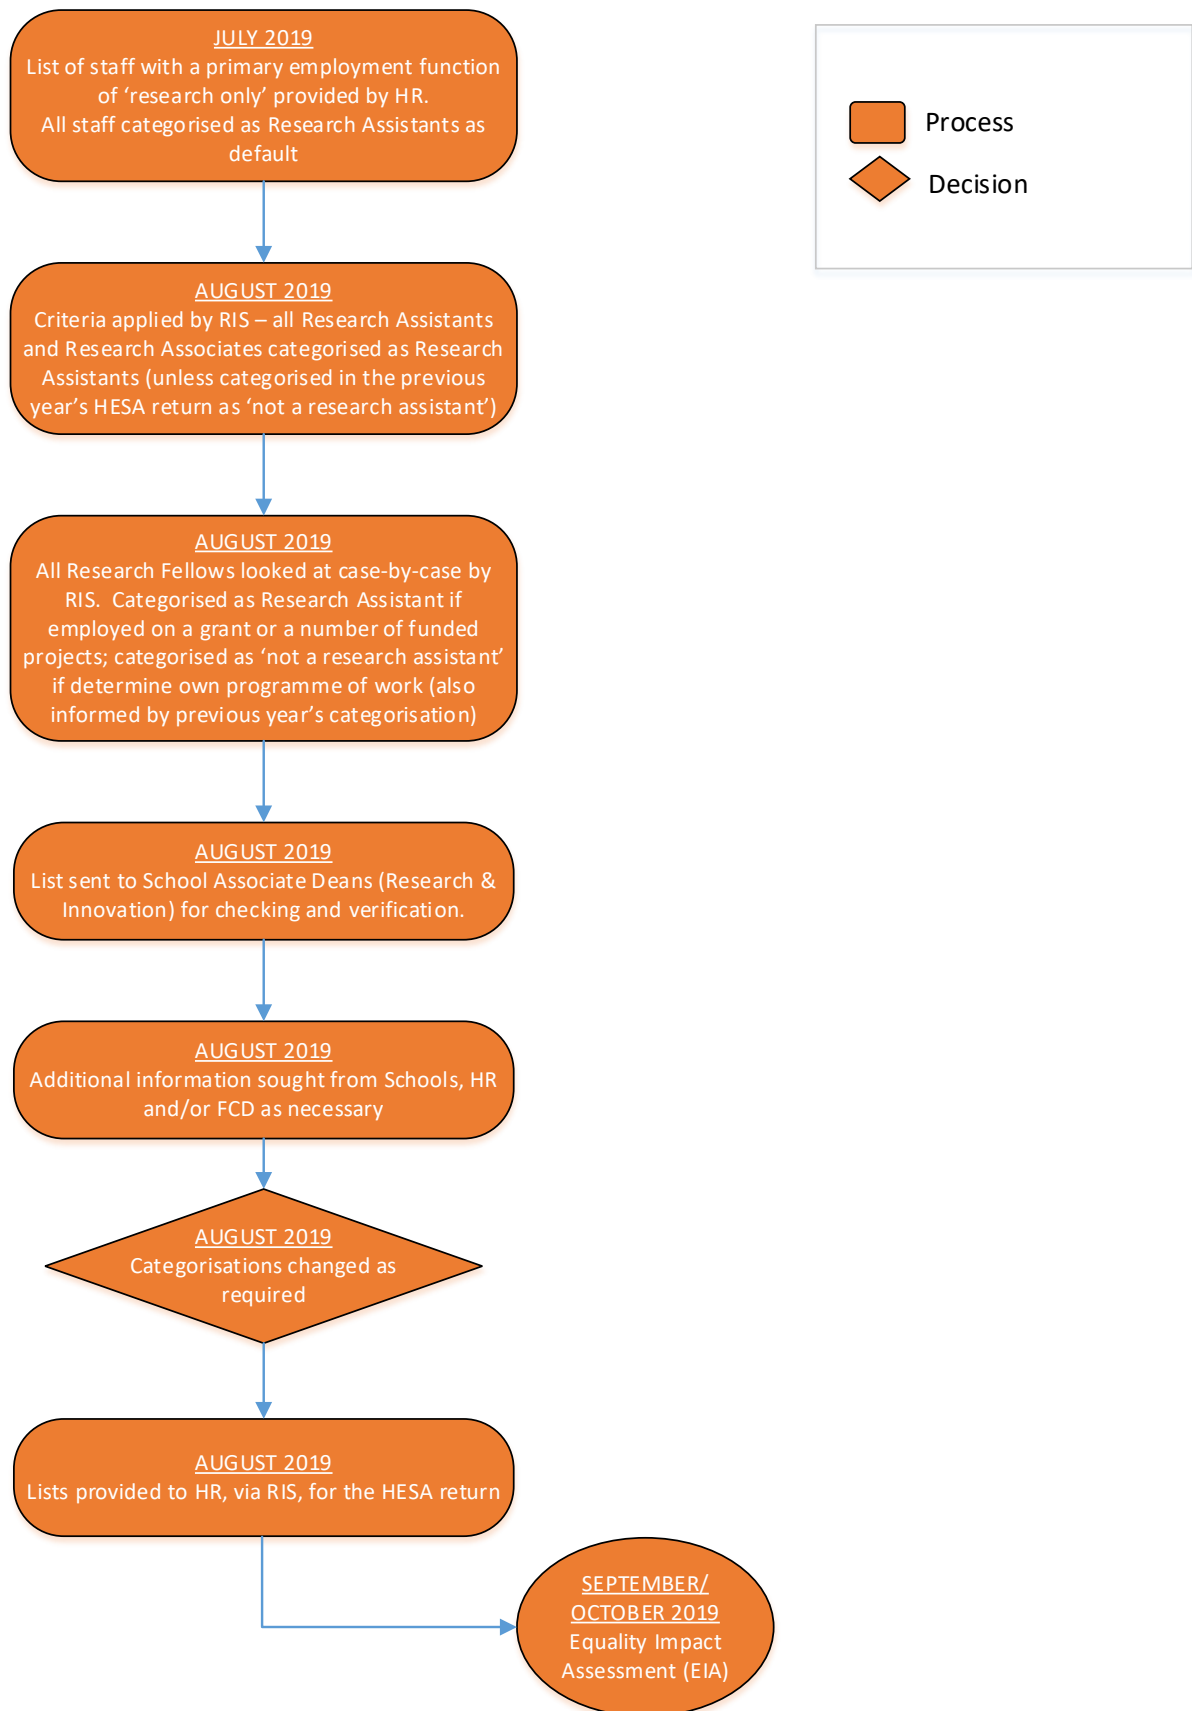 JULY 2019
List of staff with a primary employment function
of ‘research only’ provided by HR.
All staff categorised as Research Assistants as
default
Process
Decision
AUGUST 2019
Criteria applied by RIS – all Research Assistants
and Research Associates categorised as Research
Assistants (unless categorised in the previous
year’s HESA return as ‘not a research assistant’)
AUGUST 2019
All Research Fellows looked at case-by-case by
RIS.  Categorised as Research Assistant if
employed on a grant or a number of funded
projects; categorised as ‘not a research assistant’
if determine own programme of work (also
informed by previous year’s categorisation)
AUGUST 2019
List sent to School Associate Deans (Research &
Innovation) for checking and verification.
AUGUST 2019
Additional information sought from Schools, HR
and/or FCD as necessary
AUGUST 2019
Categorisations changed as
required
AUGUST 2019
Lists provided to HR, via RIS, for the HESA return
SEPTEMBER/
OCTOBER 2019
Equality Impact
Assessment (EIA)